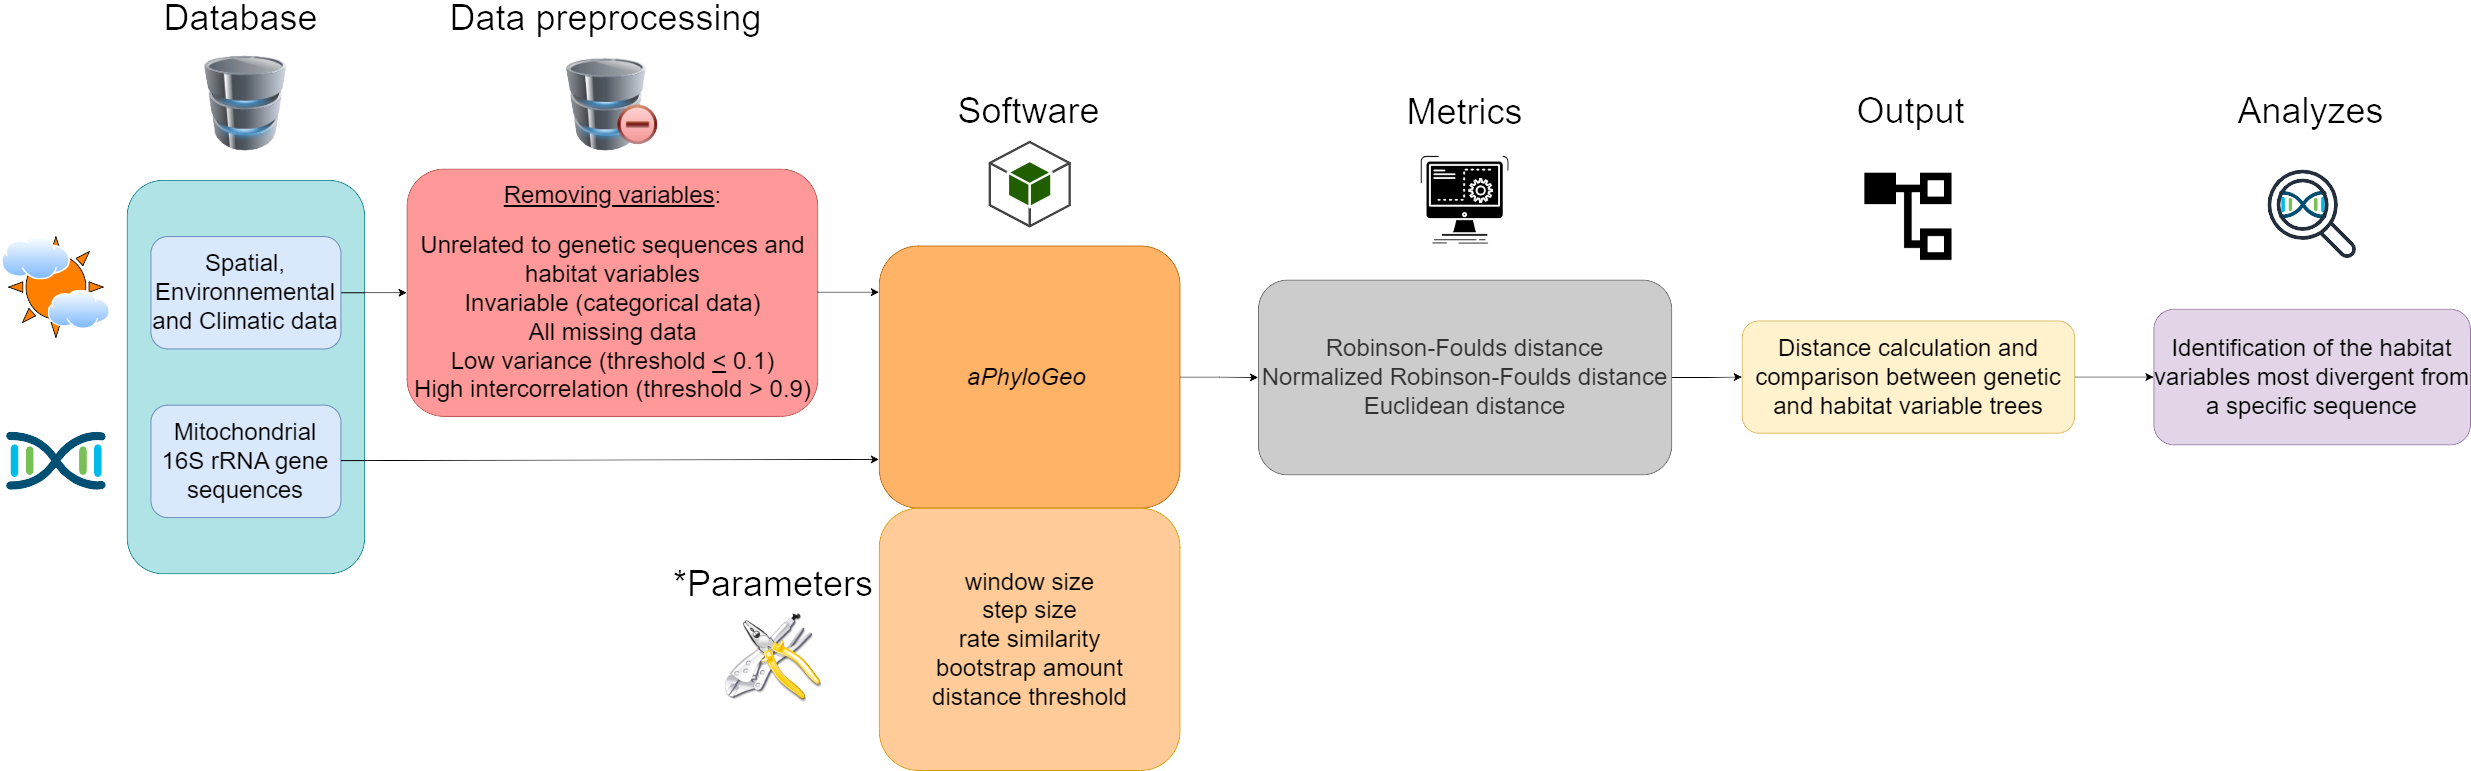 Database
Data preprocessing
Software
Metrics
Output
Analyzes
Spatial,
Environnemental
and Climatic data
Mitochondrial
16S rRNA gene
sequences
Removing variables:
Unrelated to genetic sequences and
habitat variables
Invariable (categorical data)
All missing data
Low variance (threshold ≤ 0.1)
High intercorrelation (threshold > 0.9)
aPhyloGeo
*Parameters
window size
step size
rate similarity
bootstrap amount
distance threshold
Robinson-Foulds distance
Normalized Robinson-Foulds distance
Euclidean distance
Distance calculation and
comparison between genetic
and habitat variable trees
Identification of the habitat
variables most divergent from
a specific sequence